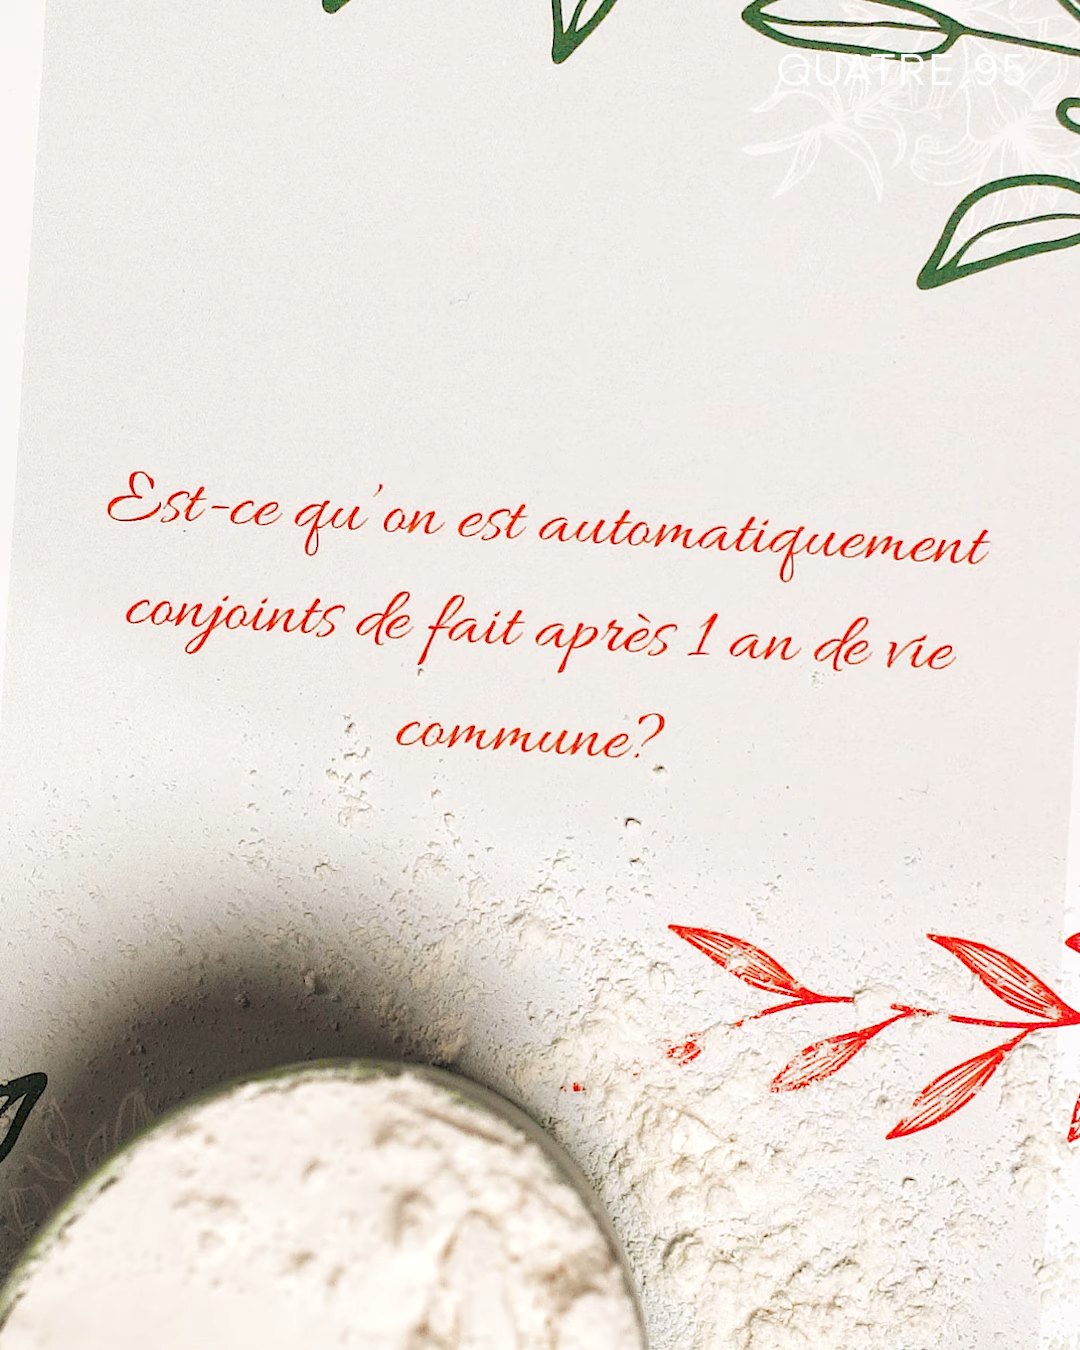 QUATRE 95
Est-ce qu'on est automatiquement
conjoints de fait après 1 an de vie
commune?